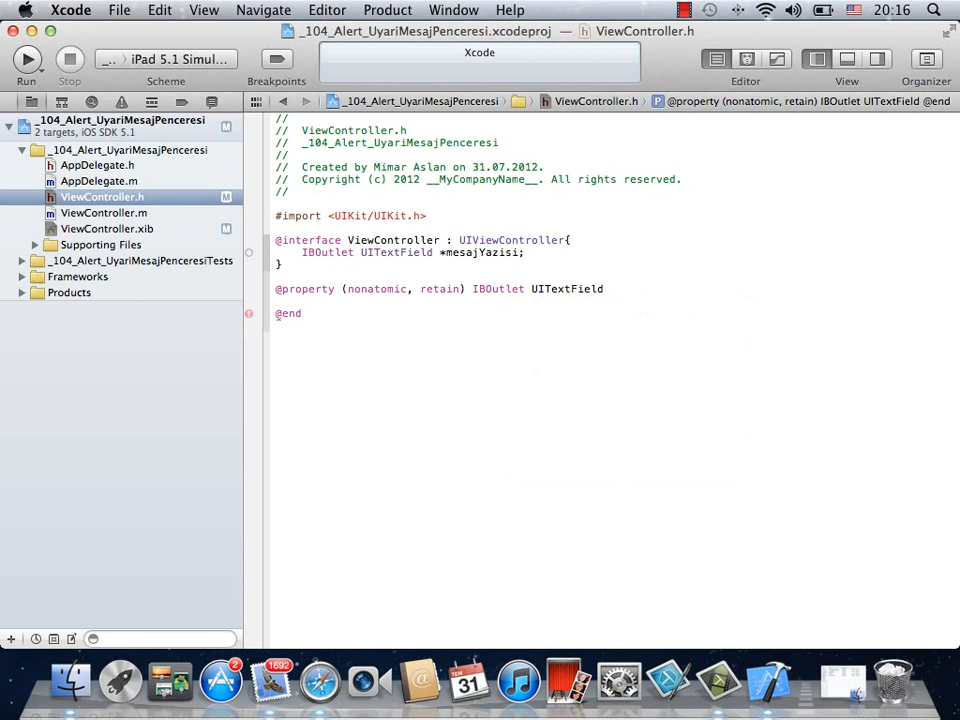 Xcode File Edit View Navigate Editor Product Window Help 20:16
_104_Alert_UyariMesajPenceresi.xcodeproj — ViewController.h
_.. ⟩ iPad 5.1 Simul... Xcode
Run Stop Scheme Breakpoints Editor View Organizer
_104_Alert_UyariMesajPenceresi ViewController.h @property (nonatomic, retain) IBOutlet UITextField @end
_104_Alert_UyariMesajPenceresi M
2 targets, iOS SDK 5.1
_104_Alert_UyariMesajPenceresi
AppDelegate.h
AppDelegate.m
ViewController.h M
ViewController.m
ViewController.xib M
Supporting Files
_104_Alert_UyariMesajPenceresiTests
Frameworks
Products
//
// ViewController.h
// _104_Alert_UyariMesajPenceresi
//
// Created by Mimar Aslan on 31.07.2012.
// Copyright (c) 2012 __MyCompanyName__. All rights reserved.
//
#import <UIKit/UIKit.h>
@interface ViewController : UIViewController{
IBOutlet UITextField *mesajYazisi;
}
@property (nonatomic, retain) IBOutlet UITextField
@end
2 1692 JUL 31